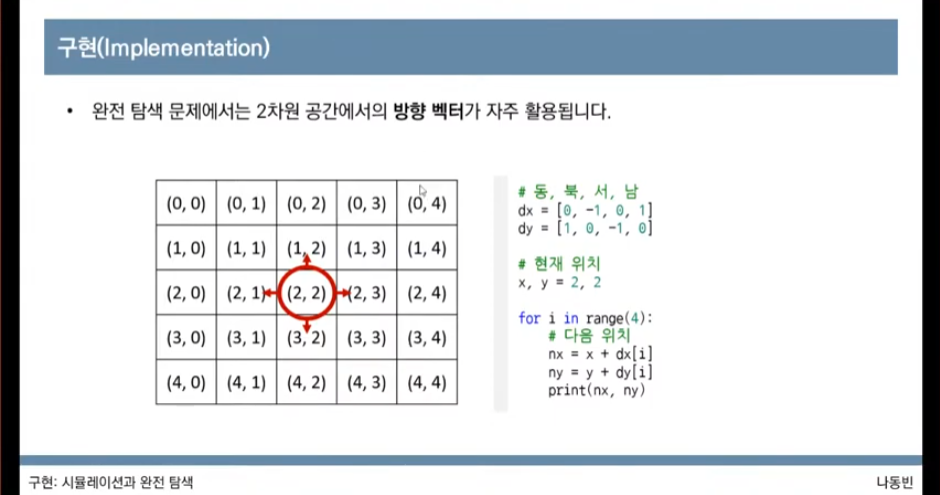 구현(Implementation)
• 완전 탐색 문제에서는 2차원 공간에서의 방향 벡터가 자주 활용됩니다.
(0, 0) (0, 1) (0, 2) (0, 3) (0, 4)
(1, 0) (1, 1) (1, 2) (1, 3) (1, 4)
(2, 0) (2, 1) (2, 2) (2, 3) (2, 4)
(3, 0) (3, 1) (3, 2) (3, 3) (3, 4)
(4, 0) (4, 1) (4, 2) (4, 3) (4, 4)
# 동, 북, 서, 남
dx = [0, -1, 0, 1]
dy = [1, 0, -1, 0]
# 현재 위치
x, y = 2, 2
for i in range(4):
# 다음 위치
nx = x + dx[i]
ny = y + dy[i]
print(nx, ny)
구현: 시뮬레이션과 완전 탐색
나동빈